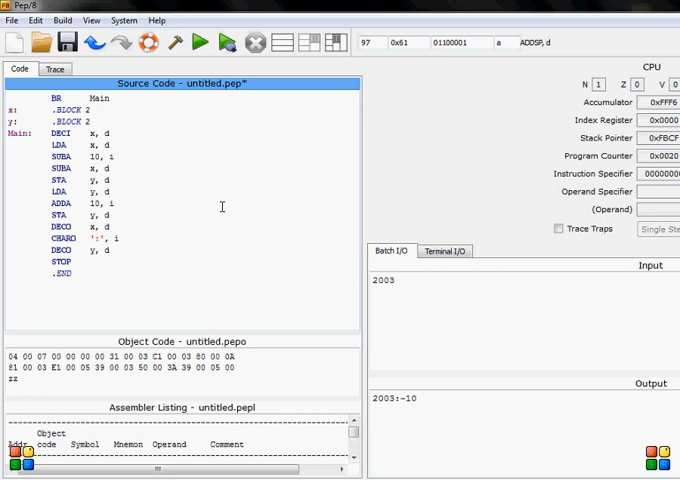 Pep/8
File Edit Build View System Help
97 0x61 01100001 a ADDSP, d
Code Trace
Source Code - untitled.pep*
BR Main
x: .BLOCK 2
y: .BLOCK 2
Main: DECI x, d
LDA x, d
SUBA 10, i
SUBA x, d
STA y, d
LDA y, d
ADDA 10, i
STA y, d
DECO x, d
CHARO ':', i
DECO y, d
STOP
.END
Object Code - untitled.pepo
04 00 07 00 00 00 00 31 00 03 C1 00 03 80 00 0A
81 00 03 E1 00 05 39 00 03 50 00 3A 39 00 05 00
zz
Assembler Listing - untitled.pepl
Object
Addr code Symbol Mnemon Operand Comment
CPU
N 1 Z 0 V 0
Accumulator 0xFFF6
Index Register 0x0000
Stack Pointer 0xFBCF
Program Counter 0x0020
Instruction Specifier 0000000
Operand Specifier
(Operand)
Trace Traps Single Ste
Batch I/O Terminal I/O
Input
2003
Output
2003:-10